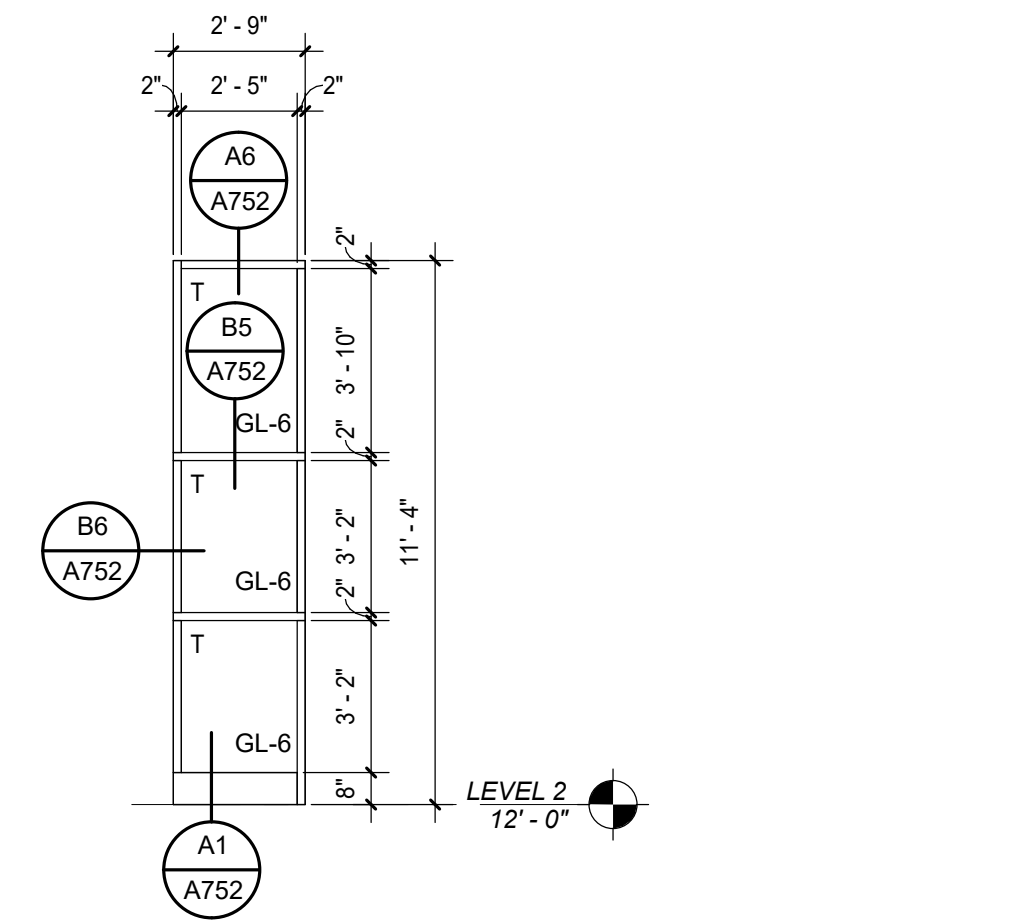 2' - 9"
2" 2' - 5" 2"
A6
A752
2"
T
B5
A752
3' - 10"
GL-6
2"
T
B6
A752
3' - 2"
11' - 4"
GL-6
2"
T
3' - 2"
GL-6
8"
LEVEL 2
12' - 0"
A1
A752